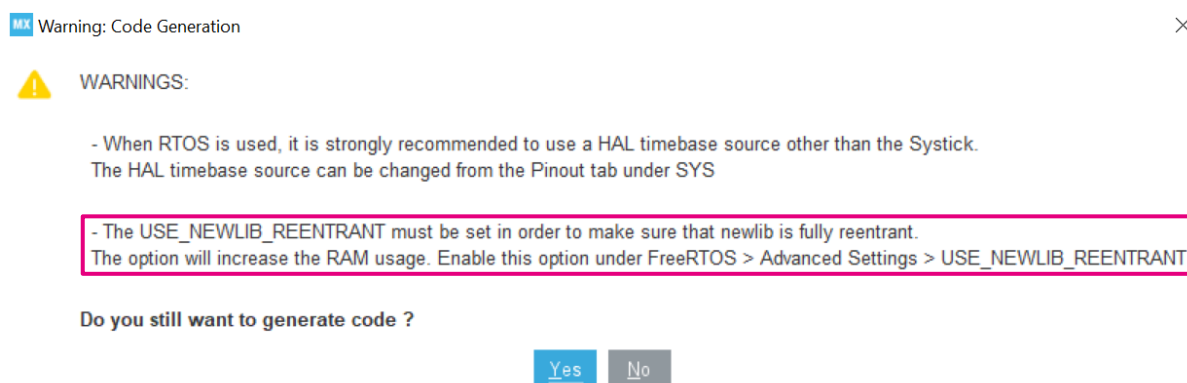 MX Warning: Code Generation
WARNINGS:
- When RTOS is used, it is strongly recommended to use a HAL timebase source other than the Systick.
The HAL timebase source can be changed from the Pinout tab under SYS
- The USE_NEWLIB_REENTRANT must be set in order to make sure that newlib is fully reentrant.
The option will increase the RAM usage. Enable this option under FreeRTOS > Advanced Settings > USE_NEWLIB_REENTRANT
Do you still want to generate code ?
Yes No